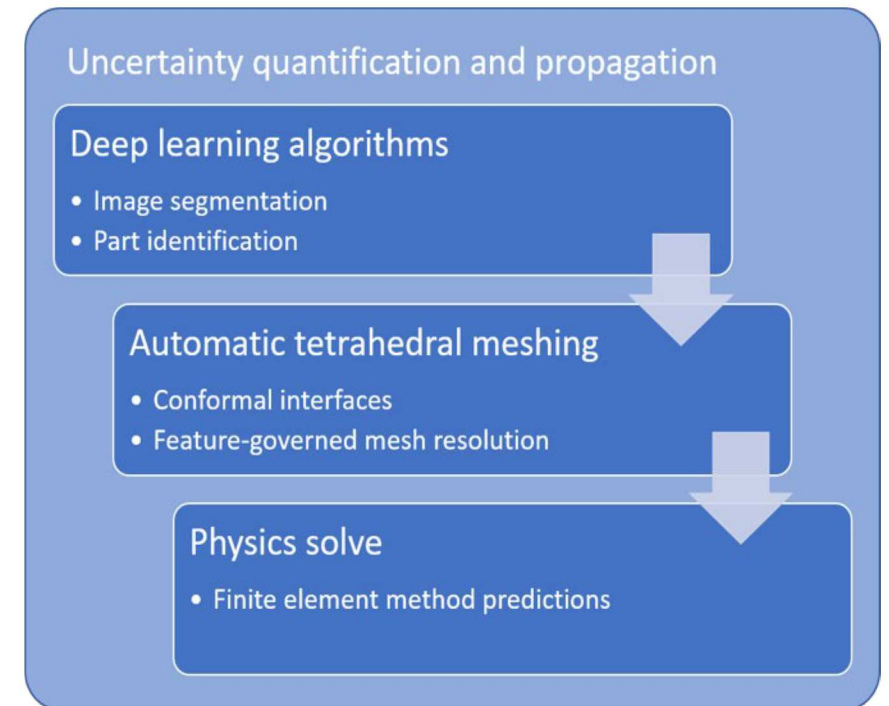 Uncertainty quantification and propagation
Deep learning algorithms
• Image segmentation
• Part identification
Automatic tetrahedral meshing
• Conformal interfaces
• Feature-governed mesh resolution
Physics solve
• Finite element method predictions